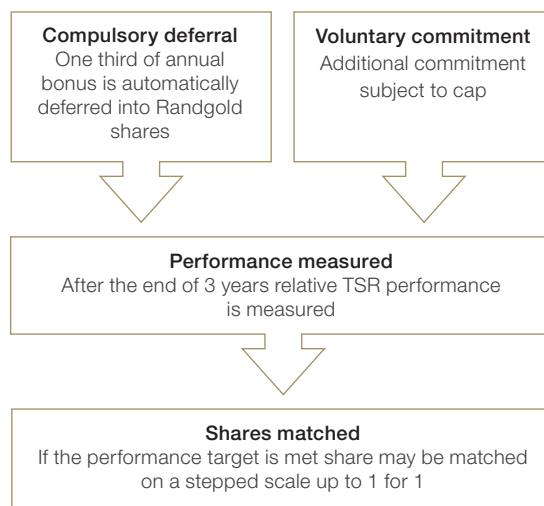 Compulsory deferral
One third of annual
bonus is automatically
deferred into Randgold
shares
Voluntary commitment
Additional commitment
subject to cap
Performance measured
After the end of 3 years relative TSR performance
is measured
Shares matched
If the performance target is met share may be matched
on a stepped scale up to 1 for 1